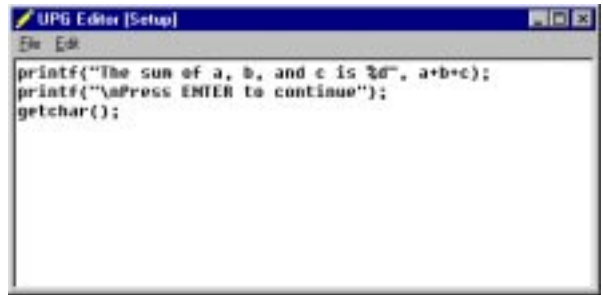 UPG Editor [Setup]
File Edit
printf("The sum of a, b, and c is %d", a+b+c);
printf("\nPress ENTER to continue");
getchar();